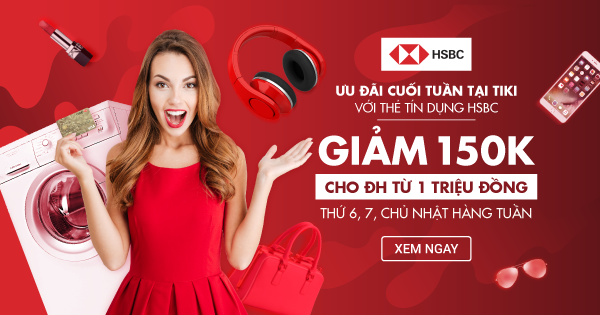 HSBC
ƯU ĐÃI CUỐI TUẦN TẠI TIKI
VỚI THẺ TÍN DỤNG HSBC
GIẢM 150K
CHO ĐH TỪ 1 TRIỆU ĐỒNG
THỨ 6, 7, CHỦ NHẬT HÀNG TUẦN
XEM NGAY